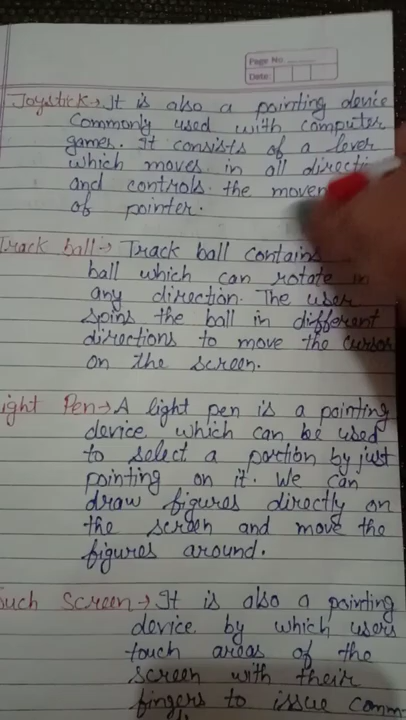 Page No.
Date
Joystick → It is also a pointing device
commonly used with computer
games. It consists of a lever
which moves in all directi
and controls the movem
of pointer.
Track ball → Track ball contains
ball which can rotate in
any direction. The user
spins the ball in different
directions to move the cursor
on the screen.
ight Pen → A light pen is a pointing
device which can be used
to select a portion by just
pointing on it. We can
draw figures directly on
the screen and move the
figures around.
ouch Screen → It is also a pointing
device by which users
touch areas of the
screen with their
fingers to issue comm-